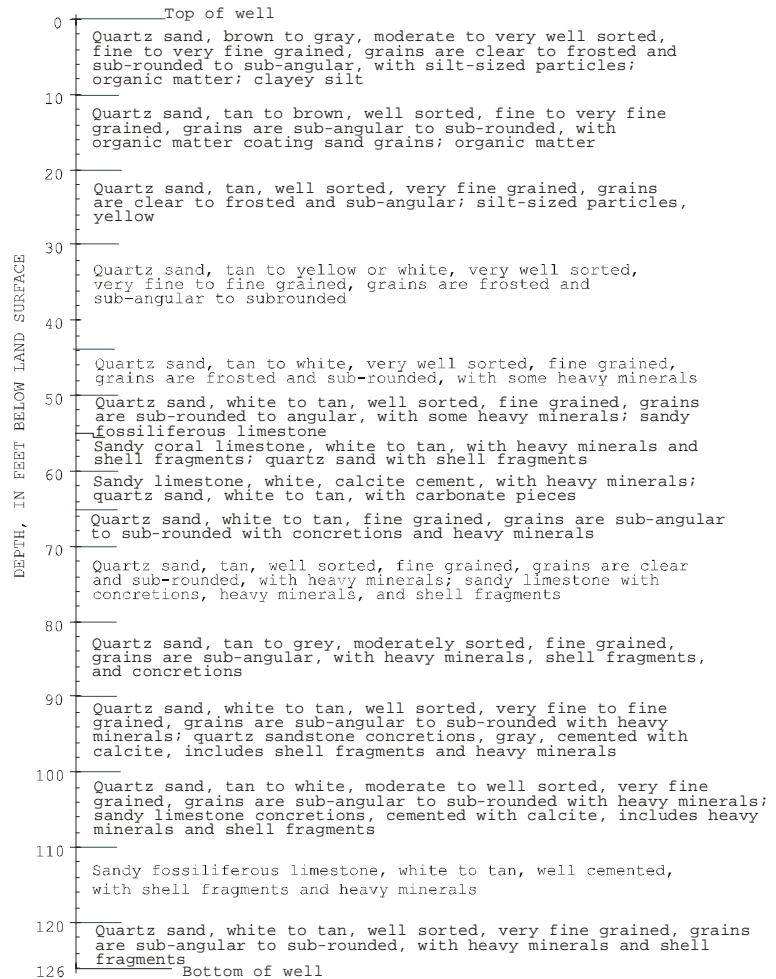 Top of well
0
Quartz sand, brown to gray, moderate to very well sorted,
fine to very fine grained, grains are clear to frosted and
sub-rounded to sub-angular, with silt-sized particles;
organic matter; clayey silt
10
Quartz sand, tan to brown, well sorted, fine to very fine
grained, grains are sub-angular to sub-rounded, with
organic matter coating sand grains; organic matter
20
Quartz sand, tan, well sorted, very fine grained, grains
are clear to frosted and sub-angular; silt-sized particles,
yellow
30
Quartz sand, tan to yellow or white, very well sorted,
very fine to fine grained, grains are frosted and
sub-angular to subrounded
40
Quartz sand, tan to white, very well sorted, fine grained,
grains are frosted and sub-rounded, with some heavy minerals
50
Quartz sand, white to tan, well sorted, fine grained, grains
are sub-rounded to angular, with some heavy minerals; sandy
fossiliferous limestone
Sandy coral limestone, white to tan, with heavy minerals and
shell fragments; quartz sand with shell fragments
60
Sandy limestone, white, calcite cement, with heavy minerals;
quartz sand, white to tan, with carbonate pieces
Quartz sand, white to tan, fine grained, grains are sub-angular
to sub-rounded with concretions and heavy minerals
70
Quartz sand, tan, well sorted, fine grained, grains are clear
and sub-rounded, with heavy minerals; sandy limestone with
concretions, heavy minerals, and shell fragments
80
Quartz sand, tan to grey, moderately sorted, fine grained,
grains are sub-angular, with heavy minerals, shell fragments,
and concretions
90
Quartz sand, white to tan, well sorted, very fine to fine
grained, grains are sub-angular to sub-rounded with heavy
minerals; quartz sandstone concretions, gray, cemented with
calcite, includes shell fragments and heavy minerals
100
Quartz sand, tan to white, moderate to well sorted, very fine
grained, grains are sub-angular to sub-rounded with heavy minerals;
sandy limestone concretions, cemented with calcite, includes heavy
minerals and shell fragments
110
Sandy fossiliferous limestone, white to tan, well cemented,
with shell fragments and heavy minerals
120
Quartz sand, white to tan, well sorted, very fine grained, grains
are sub-angular to sub-rounded, with heavy minerals and shell
fragments
126
Bottom of well
DEPTH, IN FEET BELOW LAND SURFACE